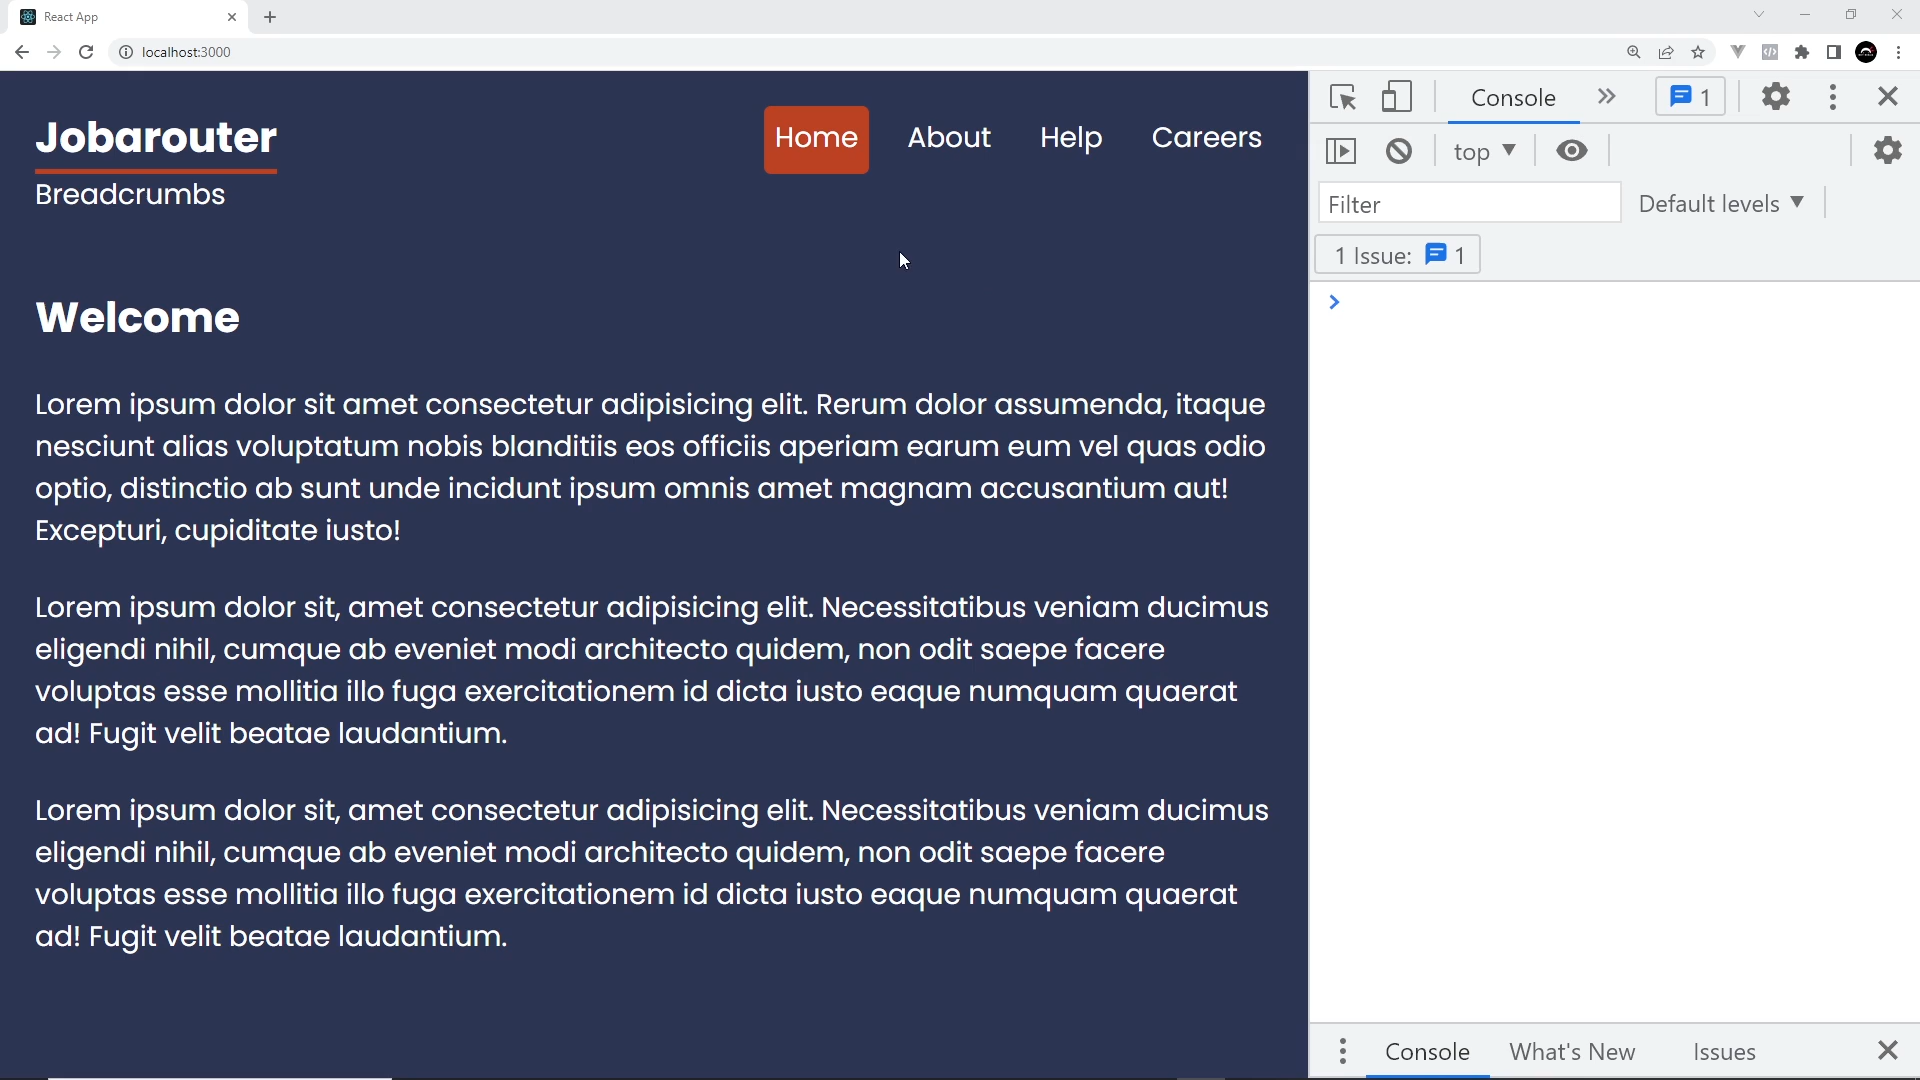 React App
localhost:3000
Jobarouter
Home About Help Careers
Breadcrumbs
Welcome
Lorem ipsum dolor sit amet consectetur adipisicing elit. Rerum dolor assumenda, itaque
nesciunt alias voluptatum nobis blanditiis eos officiis aperiam earum eum vel quas odio
optio, distinctio ab sunt unde incidunt ipsum omnis amet magnam accusantium aut!
Excepturi, cupiditate iusto!
Lorem ipsum dolor sit, amet consectetur adipisicing elit. Necessitatibus veniam ducimus
eligendi nihil, cumque ab eveniet modi architecto quidem, non odit saepe facere
voluptas esse mollitia illo fuga exercitationem id dicta iusto eaque numquam quaerat
ad! Fugit velit beatae laudantium.
Lorem ipsum dolor sit, amet consectetur adipisicing elit. Necessitatibus veniam ducimus
eligendi nihil, cumque ab eveniet modi architecto quidem, non odit saepe facere
voluptas esse mollitia illo fuga exercitationem id dicta iusto eaque numquam quaerat
ad! Fugit velit beatae laudantium.
Console 1
top
Filter Default levels
1 Issue: 1
Console What's New Issues